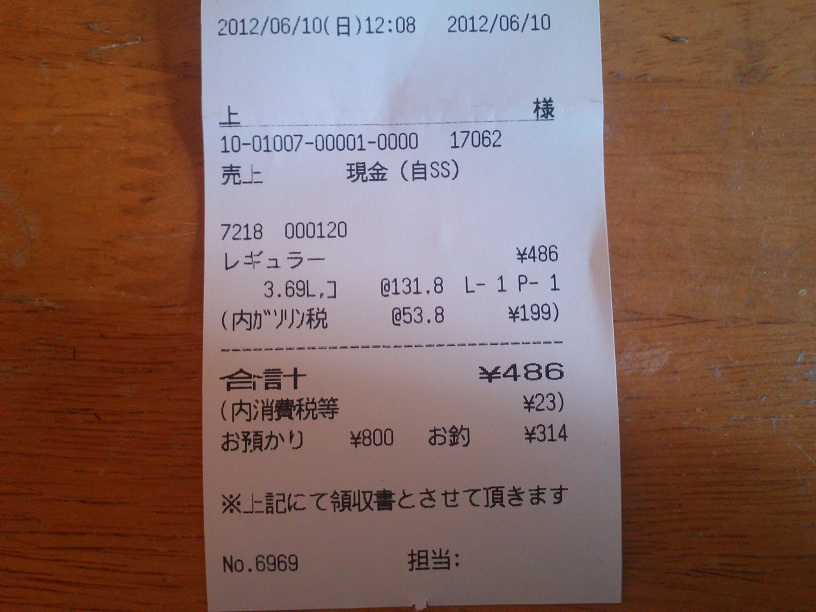 2012/06/10(日)12:08 2012/06/10
上 様
10-01007-00001-0000 17062
売上 現金（自SS）
7218 000120
レギュラー ¥486
3.69L,コ @131.8 L- 1 P- 1
(内ｶﾞｿﾘﾝ税 @53.8 ¥199)
合計 ¥486
(内消費税等 ¥23)
お預かり ¥800 お釣 ¥314
※上記にて領収書とさせて頂きます
No.6969 担当: